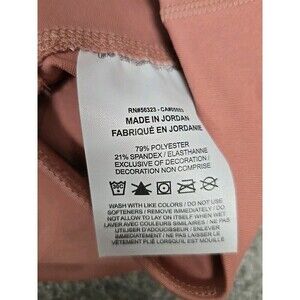 RN#56323 - CA#05553
MADE IN JORDAN
FABRIQUÉ EN JORDANIE
79% POLYESTER
21% SPANDEX / ELASTHANNE
EXCLUSIVE OF DECORATION /
DECORATION NON COMPRISE
30C
WASH WITH LIKE COLORS / DO NOT USE
SOFTENERS / REMOVE IMMEDIATELY / DO
NOT ALLOW TO LAY ON ITSELF WHEN WET
LAVER AVEC COULEURS SIMILAIRES / NE PAS
UTILISER D'ADOUCISSEUR / ENLEVER
IMMEDIATEMENT / NE PAS LAISSER LE
VÊTEMENT PLIÉ LORSQU'IL EST MOUILLÉ